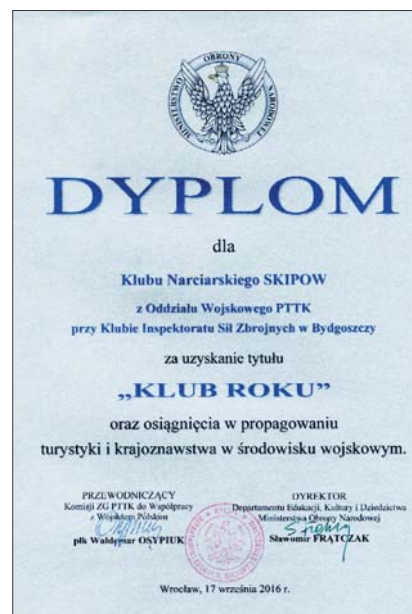 MINISTERSTWO OBRONY NARODOWEJ
DYPLOM
dla
Klubu Narciarskiego SKIPOW
z Oddziału Wojskowego PTTK
przy Klubie Inspektoratu Sił Zbrojnych w Bydgoszczy
za uzyskanie tytułu
„KLUB ROKU”
oraz osiągnięcia w propagowaniu
turystyki i krajoznawstwa w środowisku wojskowym.
PRZEWODNICZĄCY
Komisji ZG PTTK do Współpracy
z Wojskiem Polskim
płk Waldemar OSYPIUK
DYREKTOR
Departamentu Edukacji, Kultury i Dziedzictwa
Ministerstwa Obrony Narodowej
Sławomir FRĄTCZAK
Wrocław, 17 września 2016 r.